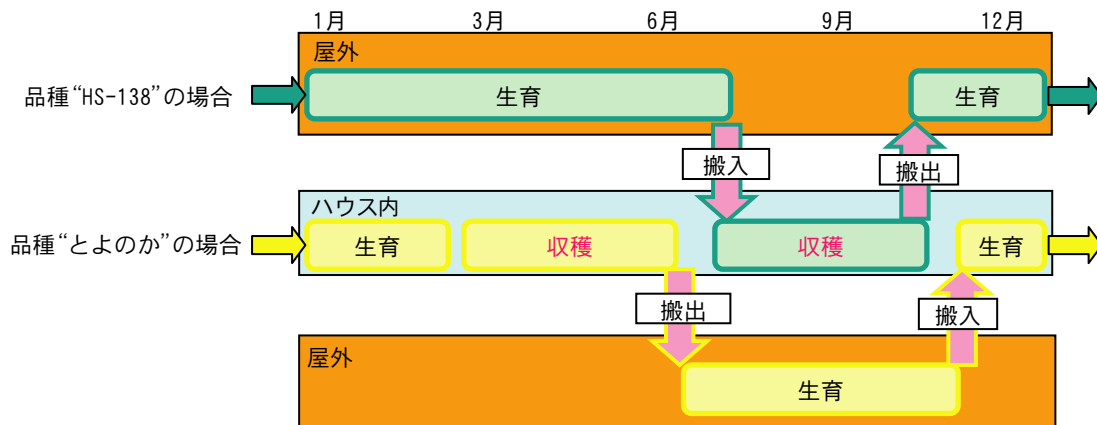 1月 3月 6月 9月 12月
屋外
品種“HS-138”の場合 生育 生育
搬入 搬出
ハウス内
品種“とよのか”の場合 生育 収穫 収穫 生育
搬出 搬入
屋外
生育